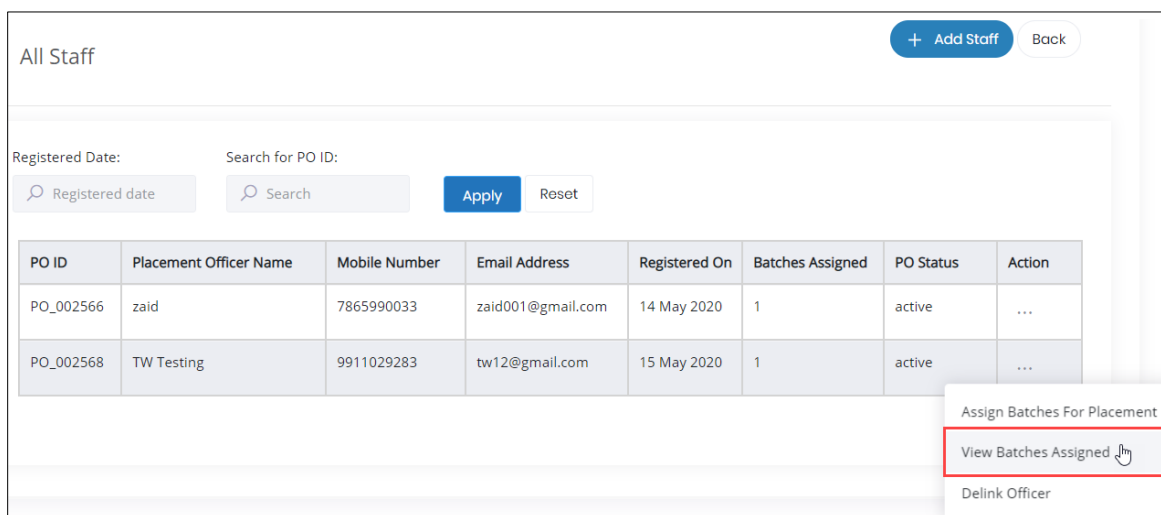 All Staff
+ Add Staff Back
Registered Date: Search for PO ID:
Registered date Search Apply Reset
PO ID Placement Officer Name Mobile Number Email Address Registered On Batches Assigned PO Status Action
PO_002566 zaid 7865990033 zaid001@gmail.com 14 May 2020 1 active ...
PO_002568 TW Testing 9911029283 tw12@gmail.com 15 May 2020 1 active ...
Assign Batches For Placement
View Batches Assigned
Delink Officer